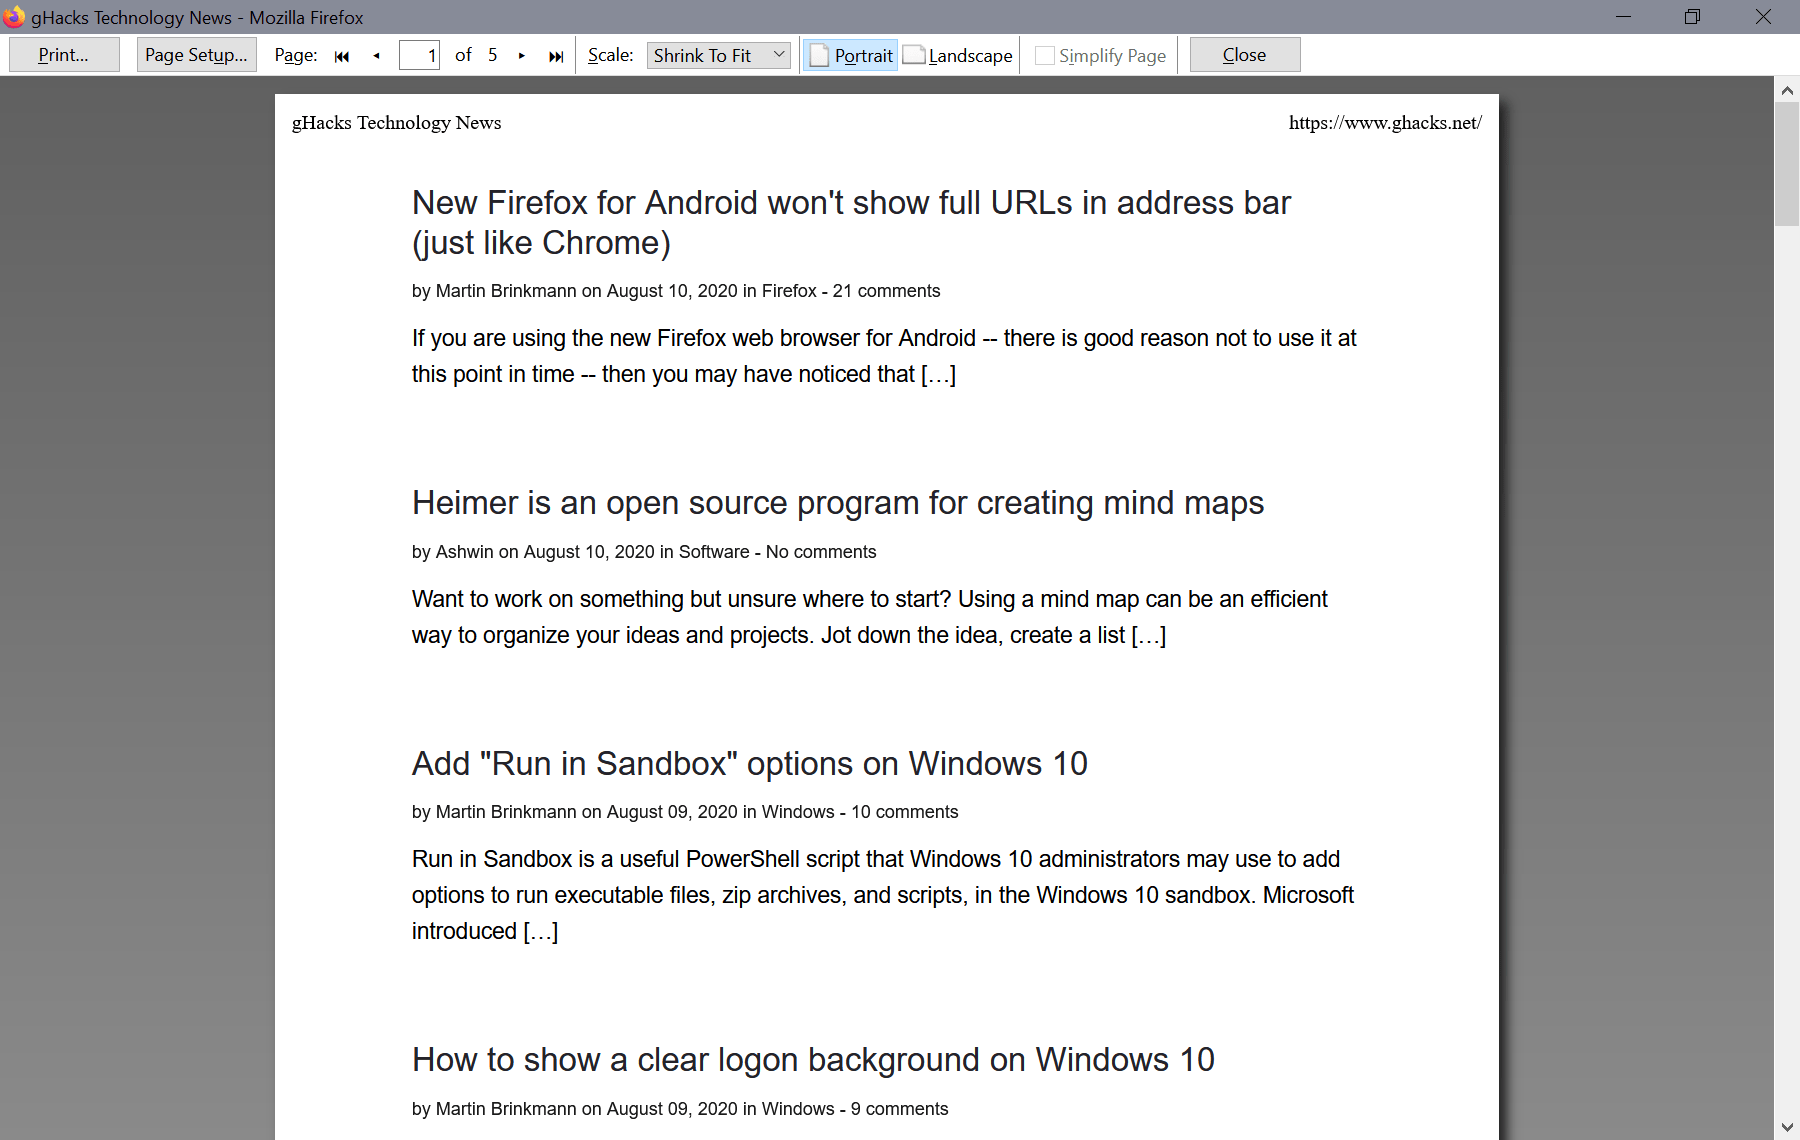 gHacks Technology News - Mozilla Firefox
Print... Page Setup... Page: 1 of 5 Scale: Shrink To Fit Portrait Landscape Simplify Page Close
gHacks Technology News https://www.ghacks.net/
New Firefox for Android won't show full URLs in address bar
(just like Chrome)
by Martin Brinkmann on August 10, 2020 in Firefox - 21 comments
If you are using the new Firefox web browser for Android -- there is good reason not to use it at
this point in time -- then you may have noticed that […]
Heimer is an open source program for creating mind maps
by Ashwin on August 10, 2020 in Software - No comments
Want to work on something but unsure where to start? Using a mind map can be an efficient
way to organize your ideas and projects. Jot down the idea, create a list […]
Add "Run in Sandbox" options on Windows 10
by Martin Brinkmann on August 09, 2020 in Windows - 10 comments
Run in Sandbox is a useful PowerShell script that Windows 10 administrators may use to add
options to run executable files, zip archives, and scripts, in the Windows 10 sandbox. Microsoft
introduced […]
How to show a clear logon background on Windows 10
by Martin Brinkmann on August 09, 2020 in Windows - 9 comments